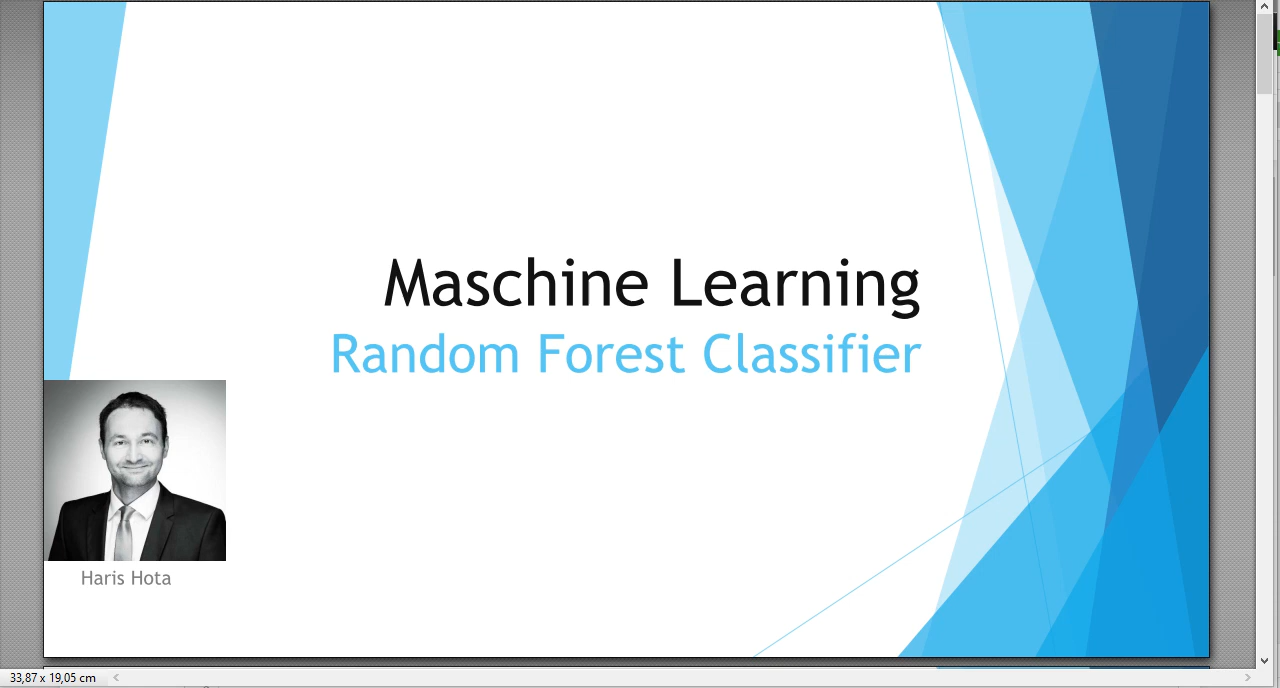 Maschine Learning
Random Forest Classifier
Haris Hota
33,87 x 19,05 cm